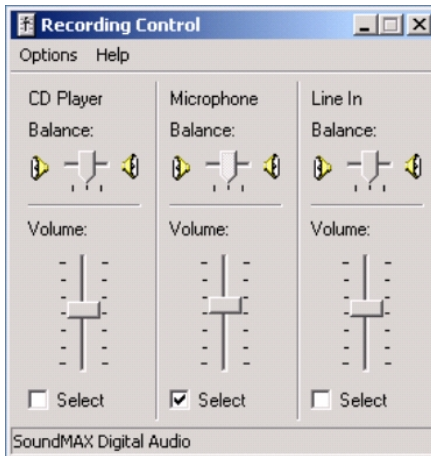 Recording Control
Options Help
CD Player Microphone Line In
Balance: Balance: Balance:
Volume: Volume: Volume:
Select Select Select
SoundMAX Digital Audio